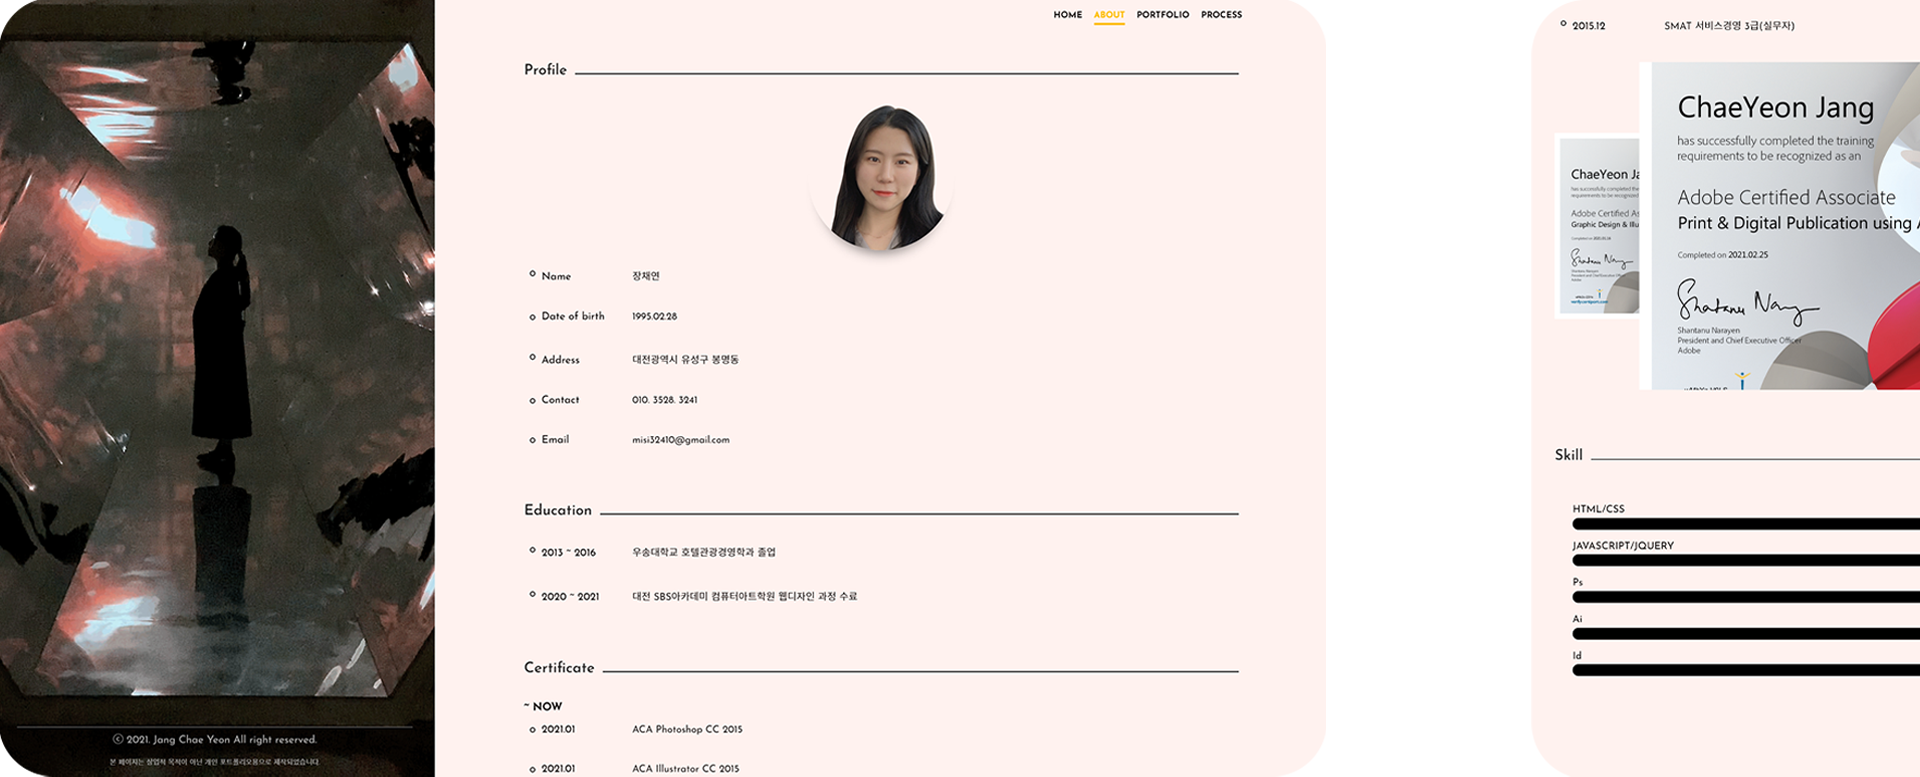 HOME ABOUT PORTFOLIO PROCESS
Profile
Name 장채연
Date of birth 1995.02.28
Address 대전광역시 유성구 봉명동
Contact 010. 3528. 3241
Email misi32410@gmail.com
Education
2013 ~ 2016 우송대학교 호텔관광경영학과 졸업
2020 ~ 2021 대전 SBS아카데미 컴퓨터아트학원 웹디자인 과정 수료
Certificate
~ NOW
2021.01 ACA Photoshop CC 2015
2021.01 ACA Illustrator CC 2015
ⓒ 2021. Jang Chae Yeon All right reserved.
본 페이지는 상업적 목적이 아닌 개인 포트폴리오용으로 제작되었습니다.
2015.12 SMAT 서비스경영 3급(실무자)
ChaeYeon Ja
has successfully completed the
requirements to be recognized
Adobe Certified As
Graphic Design & Illu
ChaeYeon Jang
has successfully completed the training
requirements to be recognized as an
Adobe Certified Associate
Print & Digital Publication using A
Completed on 2021.02.25
Shantanu Narayen
President and Chief Executive Officer
Adobe
Skill
HTML/CSS
JAVASCRIPT/JQUERY
Ps
Ai
Id